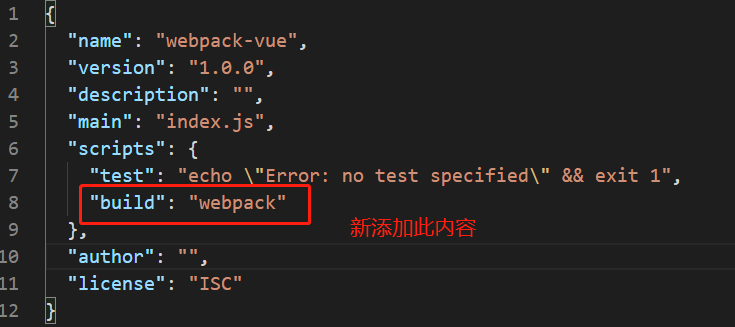 1 {
2 "name": "webpack-vue",
3 "version": "1.0.0",
4 "description": "",
5 "main": "index.js",
6 "scripts": {
7 "test": "echo \"Error: no test specified\" && exit 1",
8 "build": "webpack"
9 }, 新添加此内容
10 "author": "",
11 "license": "ISC"
12 }